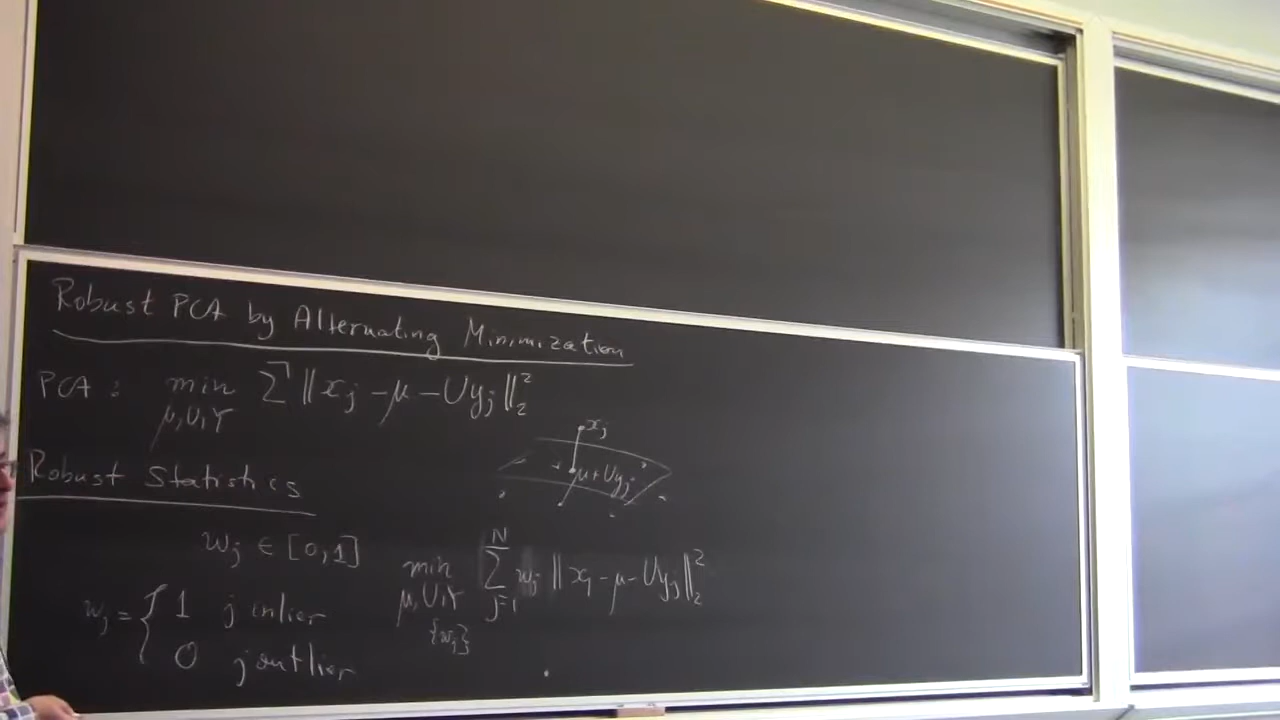 Robust PCA by Alternating Minimization
PCA : min Σ ‖x_j - μ - Uy_j‖₂²
μ, U, Y
x_j
μ + Uy_j
Robust Statistics
w_j ∈ [0,1]
min Σ_{j=1}^N w_j ‖x_j - μ - Uy_j‖₂²
μ, U, Y
{w_j}
w_j = { 1 j inlier
0 j outlier